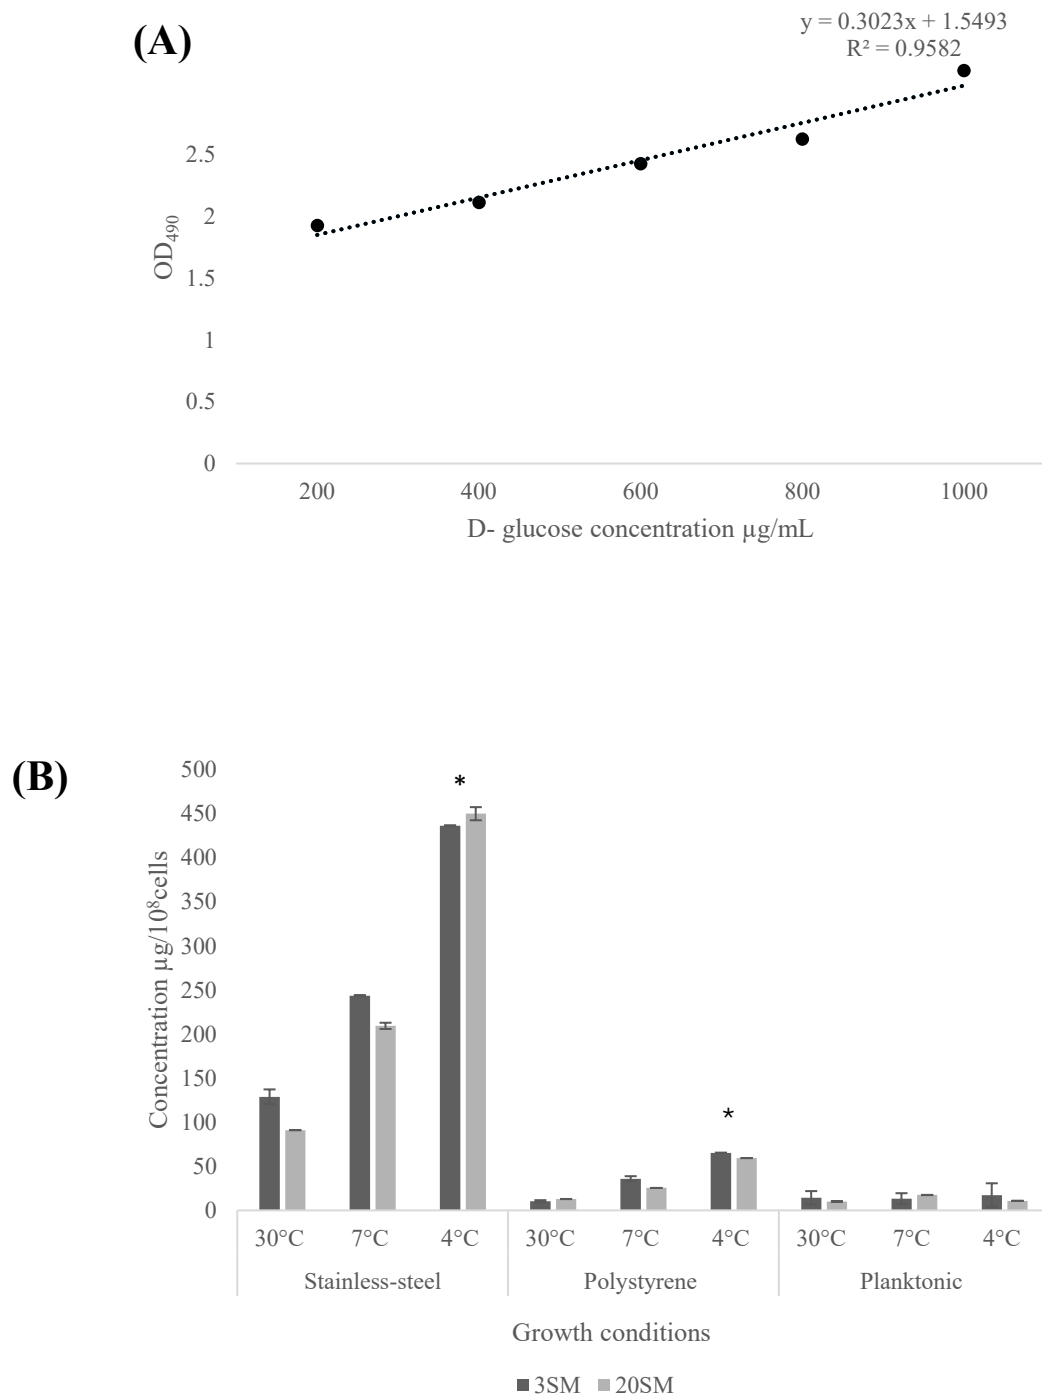 (A)
y = 0.3023x + 1.5493
R² = 0.9582
2.5
2
1.5
1
0.5
0
OD₄₉₀
200 400 600 800 1000
D- glucose concentration µg/mL
(B)
500
450
400
350
300
250
200
150
100
50
0
Concentration µg/10⁸cells
*
*
30°C 7°C 4°C 30°C 7°C 4°C 30°C 7°C 4°C
Stainless-steel Polystyrene Planktonic
Growth conditions
3SM 20SM